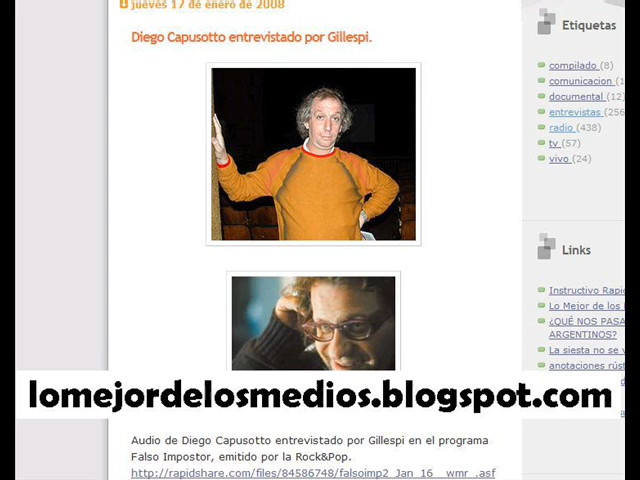 jueves 17 de enero de 2008
Diego Capusotto entrevistado por Gillespi.
lomejordelosmedios.blogspot.com
Audio de Diego Capusotto entrevistado por Gillespi en el programa
Falso Impostor, emitido por la Rock&Pop.
http://rapidshare.com/files/84586748/falsoimp2_Jan_16__wmr_.asf
Etiquetas
compilado (8)
comunicacion (1
documental (12)
entrevistas (256
radio (438)
tv (57)
vivo (24)
Links
Instructivo Rapid
Lo Mejor de los
¿QUÉ NOS PASA
ARGENTINOS?
La siesta no se v
anotaciones rúst